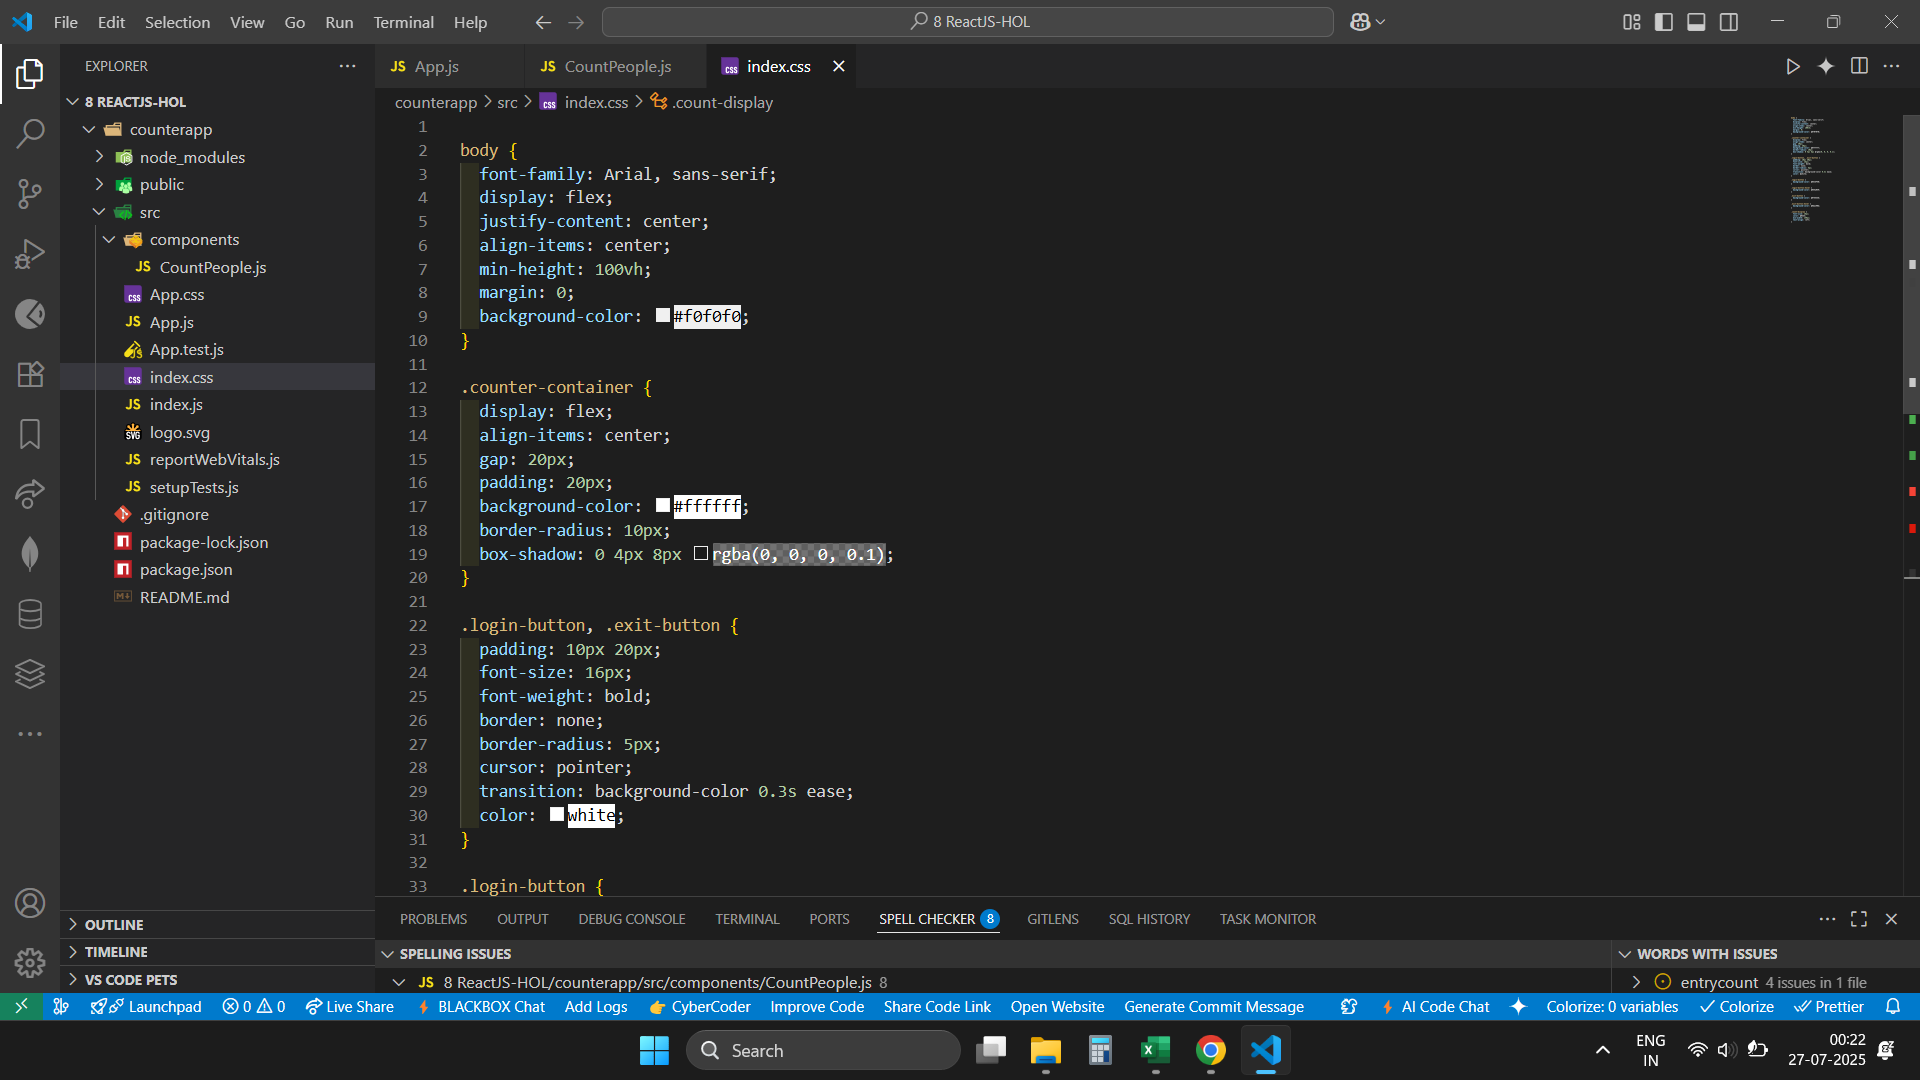 File Edit Selection View Go Run Terminal Help
8 ReactJS-HOL
EXPLORER
8 REACTJS-HOL
counterapp
node_modules
public
src
components
JS CountPeople.js
css App.css
JS App.js
App.test.js
css index.css
JS index.js
SVG logo.svg
JS reportWebVitals.js
JS setupTests.js
.gitignore
package-lock.json
package.json
README.md
OUTLINE
TIMELINE
VS CODE PETS
JS App.js
JS CountPeople.js
css index.css
counterapp > src > css index.css > .count-display
1
2 body {
3 font-family: Arial, sans-serif;
4 display: flex;
5 justify-content: center;
6 align-items: center;
7 min-height: 100vh;
8 margin: 0;
9 background-color: #f0f0f0;
10 }
11
12 .counter-container {
13 display: flex;
14 align-items: center;
15 gap: 20px;
16 padding: 20px;
17 background-color: #ffffff;
18 border-radius: 10px;
19 box-shadow: 0 4px 8px rgba(0, 0, 0, 0.1);
20 }
21
22 .login-button, .exit-button {
23 padding: 10px 20px;
24 font-size: 16px;
25 font-weight: bold;
26 border: none;
27 border-radius: 5px;
28 cursor: pointer;
29 transition: background-color 0.3s ease;
30 color: white;
31 }
32
33 .login-button {
PROBLEMS OUTPUT DEBUG CONSOLE TERMINAL PORTS SPELL CHECKER 8 GITLENS SQL HISTORY TASK MONITOR
SPELLING ISSUES
JS 8 ReactJS-HOL/counterapp/src/components/CountPeople.js 8
WORDS WITH ISSUES
entrycount 4 issues in 1 file
Launchpad 0 0 Live Share BLACKBOX Chat Add Logs CyberCoder Improve Code Share Code Link Open Website Generate Commit Message AI Code Chat Colorize: 0 variables Colorize Prettier
Search
ENG
IN
00:22
27-07-2025